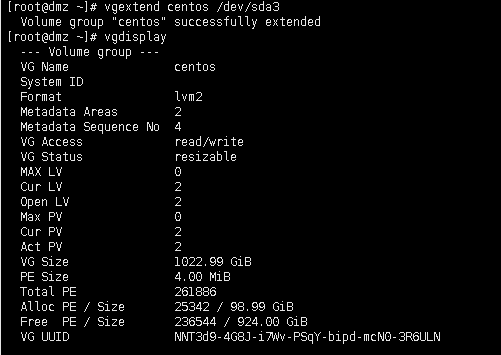 [root@dmz ~]# vgextend centos /dev/sda3
  Volume group "centos" successfully extended
[root@dmz ~]# vgdisplay
  --- Volume group ---
  VG Name               centos
  System ID
  Format                lvm2
  Metadata Areas        2
  Metadata Sequence No  4
  VG Access             read/write
  VG Status             resizable
  MAX LV                0
  Cur LV                2
  Open LV               2
  Max PV                0
  Cur PV                2
  Act PV                2
  VG Size               1022.99 GiB
  PE Size               4.00 MiB
  Total PE              261886
  Alloc PE / Size       25342 / 98.99 GiB
  Free  PE / Size       236544 / 924.00 GiB
  VG UUID               NNT3d9-4G8J-i7Wv-PSqY-bipd-mcN0-3R6ULN